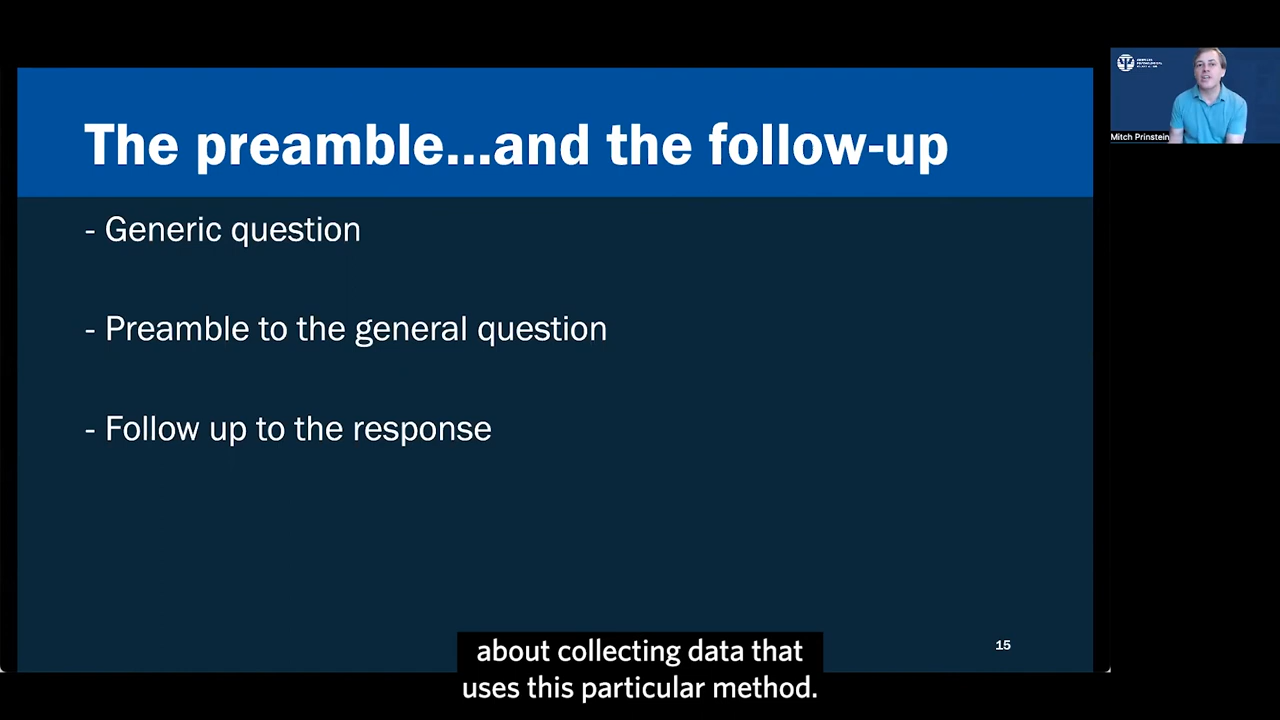 The preamble...and the follow-up
- Generic question
- Preamble to the general question
- Follow up to the response
15
about collecting data that
uses this particular method.
Mitch Prinstein